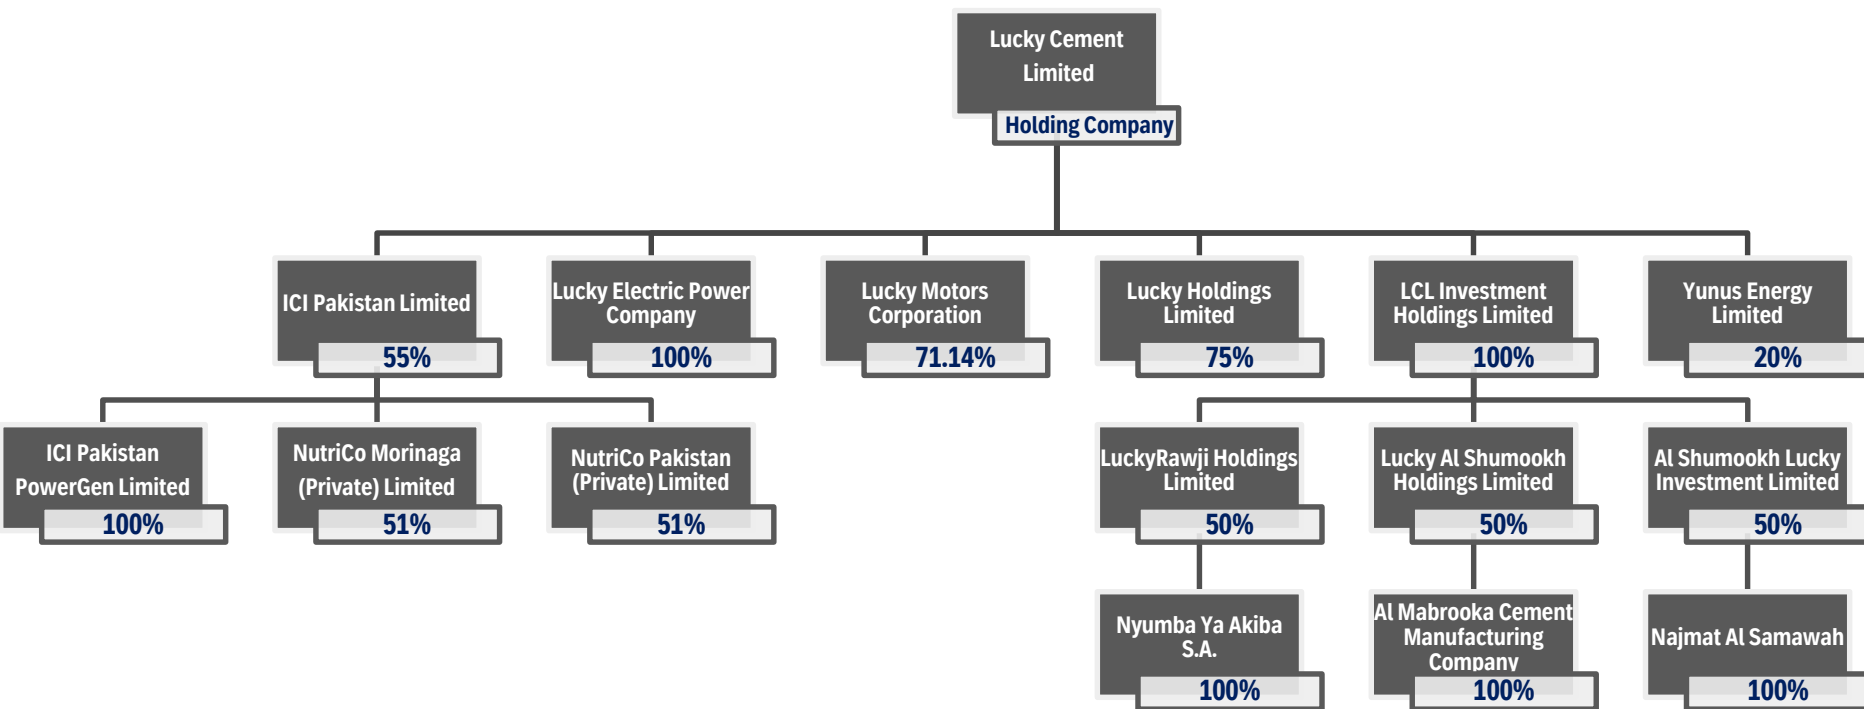 Lucky Cement
Limited
Holding Company
ICI Pakistan Limited
55%
Lucky Electric Power
Company
100%
Lucky Motors
Corporation
71.14%
Lucky Holdings
Limited
75%
LCL Investment
Holdings Limited
100%
Yunus Energy
Limited
20%
ICI Pakistan
PowerGen Limited
100%
NutriCo Morinaga
(Private) Limited
51%
NutriCo Pakistan
(Private) Limited
51%
LuckyRawji Holdings
Limited
50%
Lucky Al Shumookh
Holdings Limited
50%
Al Shumookh Lucky
Investment Limited
50%
Nyumba Ya Akiba
S.A.
100%
Al Mabrooka Cement
Manufacturing
Company
100%
Najmat Al Samawah
100%